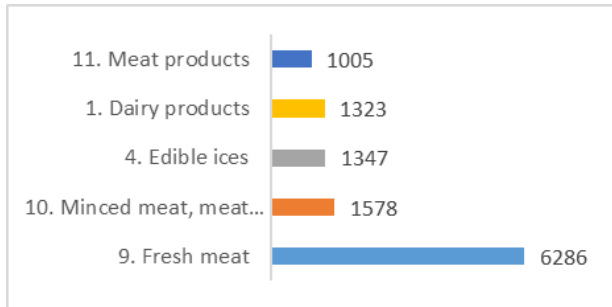 11. Meat products 1005
1. Dairy products 1323
4. Edible ices 1347
10. Minced meat, meat... 1578
9. Fresh meat 6286